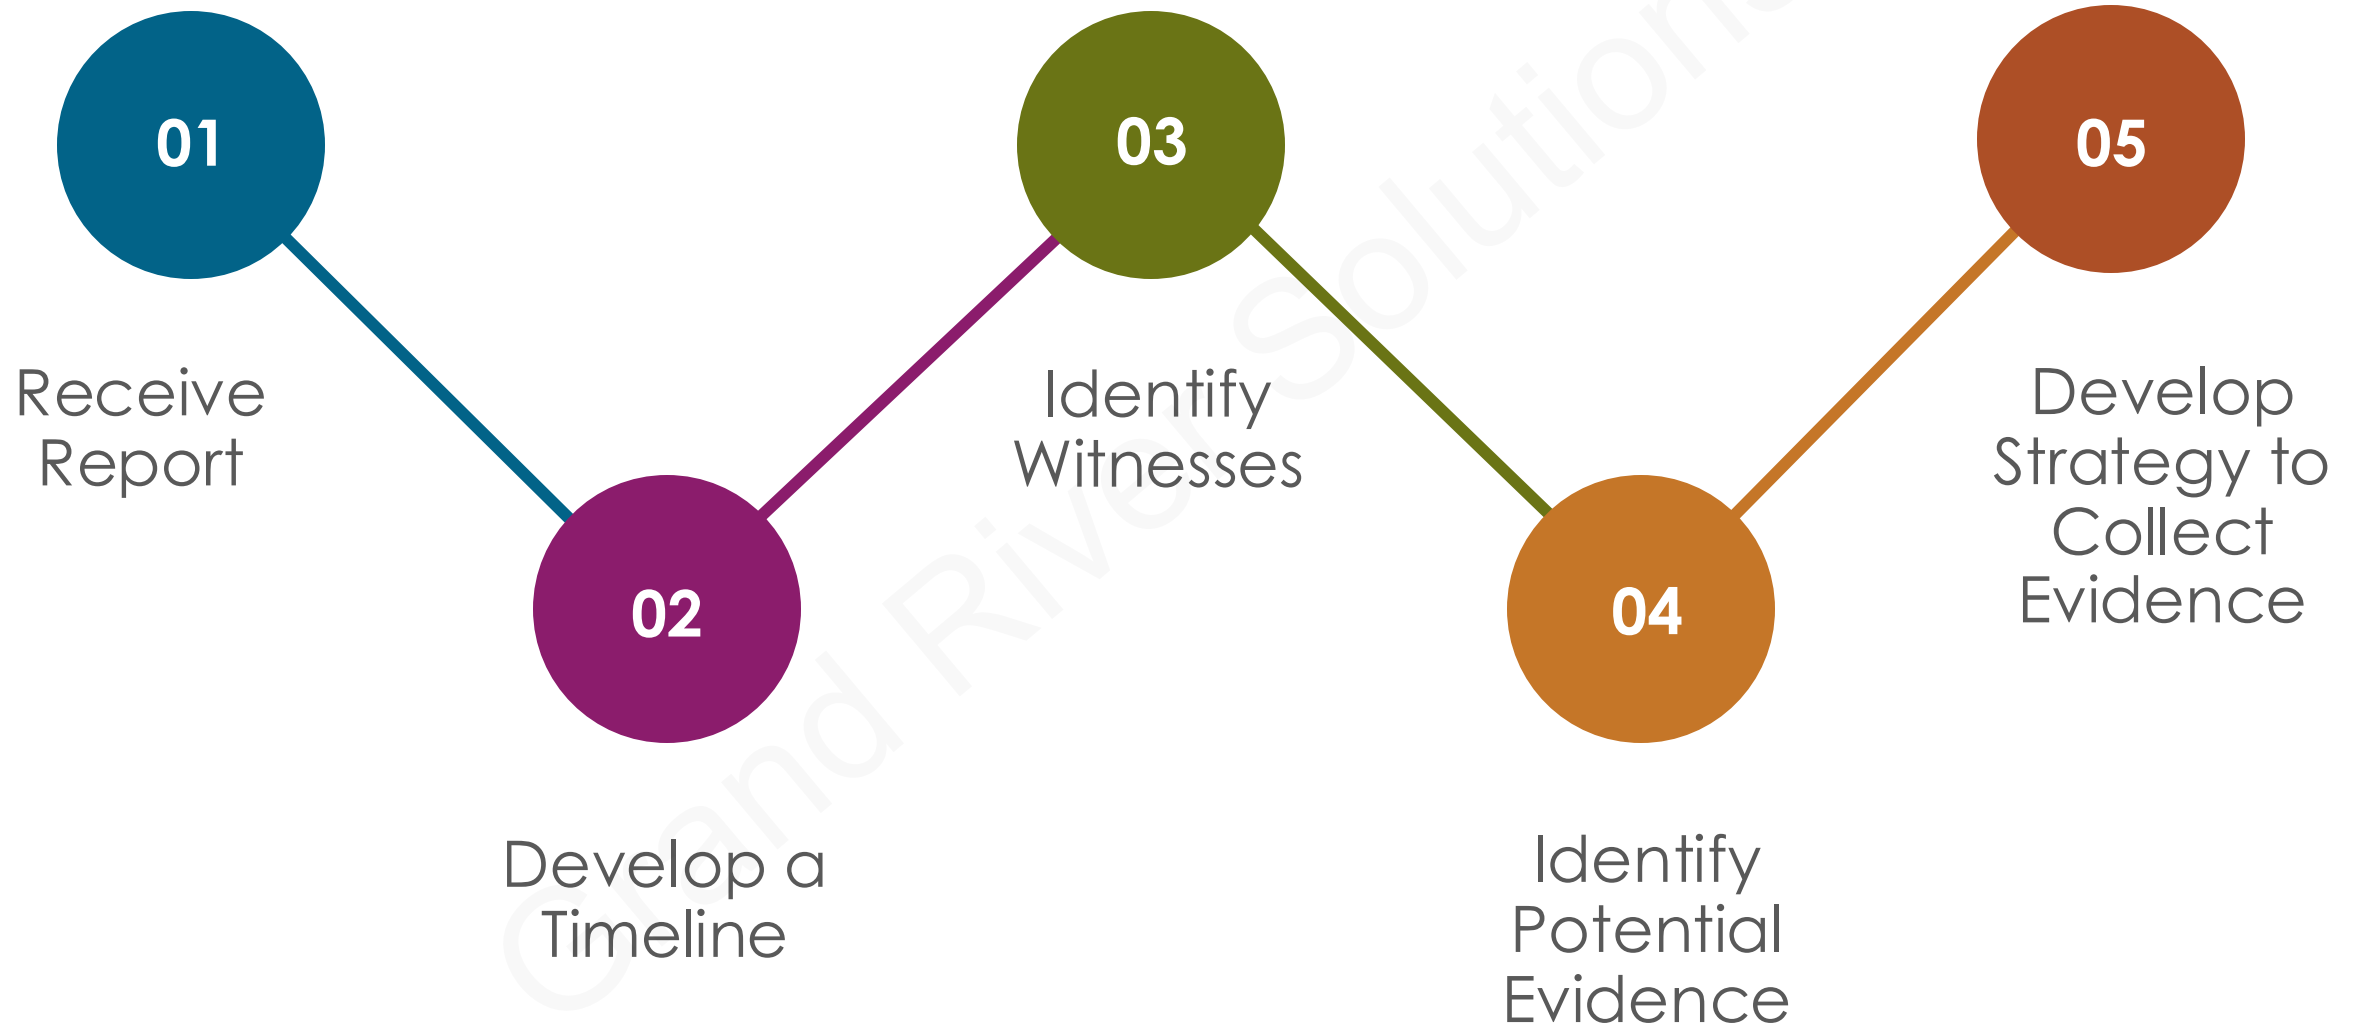 01
Receive
Report
02
Develop a
Timeline
03
Identify
Witnesses
04
Identify
Potential
Evidence
05
Develop
Strategy to
Collect
Evidence
Grand River Solution